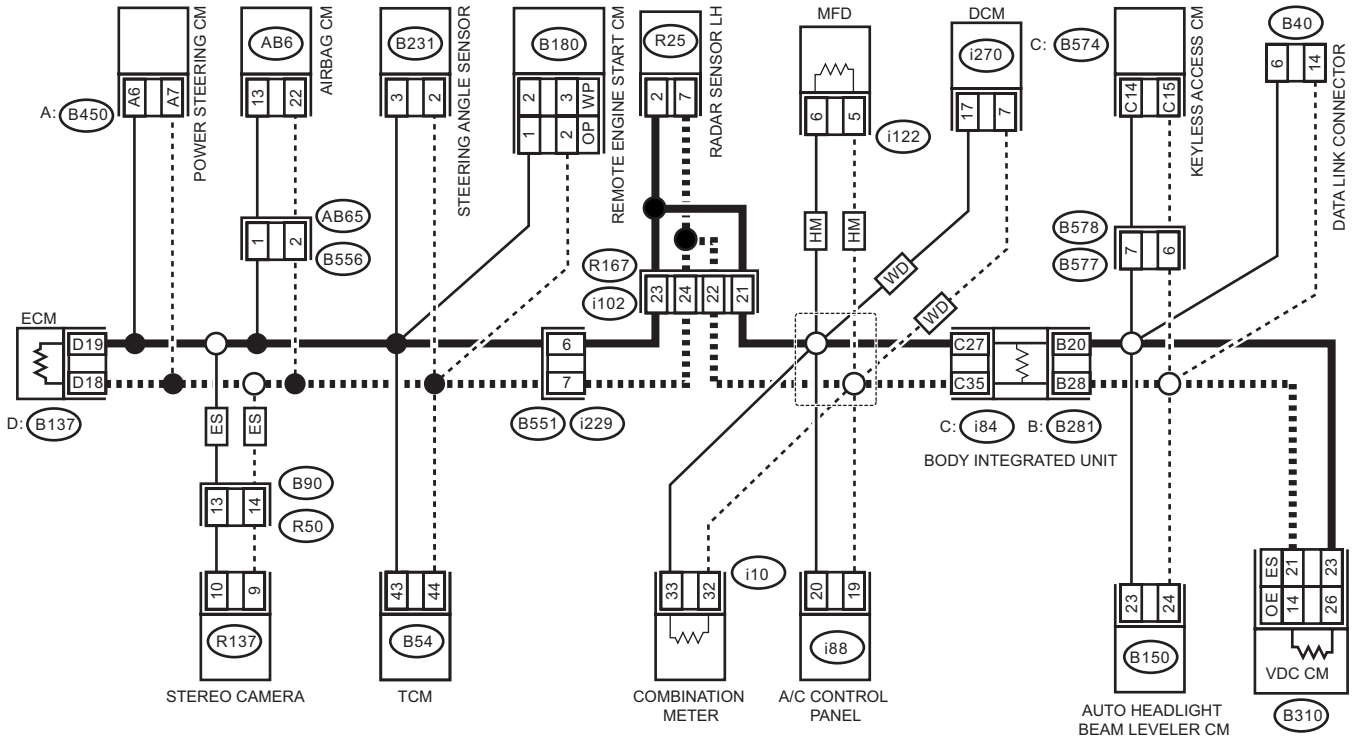 A6
A7
A:
B450
POWER STEERING CM
AB6
13
22
AIRBAG CM
AB65
1
2
B556
B231
3
2
STEERING ANGLE SENSOR
B180
2
3
WP
1
2
OP
REMOTE ENGINE START CM
R25
2
7
RADAR SENSOR LH
R167
i102
23
24
22
21
MFD
6
5
i122
HM
HM
DCM
i270
17
7
WD
WD
C:
B574
C14
C15
KEYLESS ACCESS CM
B578
B577
7
6
B40
6
14
DATA LINK CONNECTOR
ECM
D19
D18
D:
B137
6
7
B551
i229
C27
C35
B20
B28
C:
i84
B:
B281
BODY INTEGRATED UNIT
ES
ES
13
14
B90
R50
10
9
R137
STEREO CAMERA
43
44
B54
TCM
33
32
i10
COMBINATION
METER
20
19
i88
A/C CONTROL
PANEL
23
24
B150
AUTO HEADLIGHT
BEAM LEVELER CM
ES
21
23
OE
14
26
VDC CM
B310